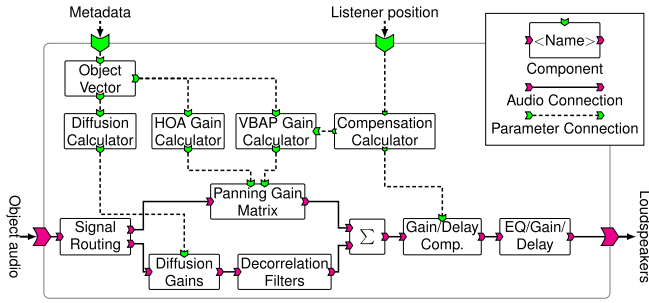 Metadata
Listener position
<Name>
Component
Audio Connection
Parameter Connection
Object
Vector
Diffusion
Calculator
HOA Gain
Calculator
VBAP Gain
Calculator
Compensation
Calculator
Panning Gain
Matrix
Object audio
Signal
Routing
Σ
Gain/Delay
Comp.
EQ/Gain/
Delay
Loudspeakers
Diffusion
Gains
Decorrelation
Filters